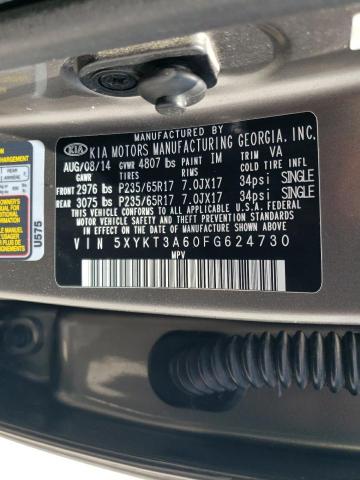 KIA MOTORS MANUFACTURING GEORGIA, INC.
AUG/08/14 GVWR 4807 lbs PAINT IM TRIM VA
GAWR TIRES RIMS COLD TIRE INFL
FRONT 2976 lbs P235/65R17 7.0JX17 34psi SINGLE
REAR 3075 lbs P235/65R17 7.0JX17 34psi SINGLE
THIS VEHICLE CONFORMS TO ALL APPLICABLE
U.S.A FEDERAL MOTOR VEHICLE
SAFETY, BUMPER, AND THEFT PREVENTION
STANDARDS IN EFFECT ON THE DATE OF
MANUFACTURE SHOWN ABOVE.
VIN 5XYKT3A60FG624730
MPV
U575